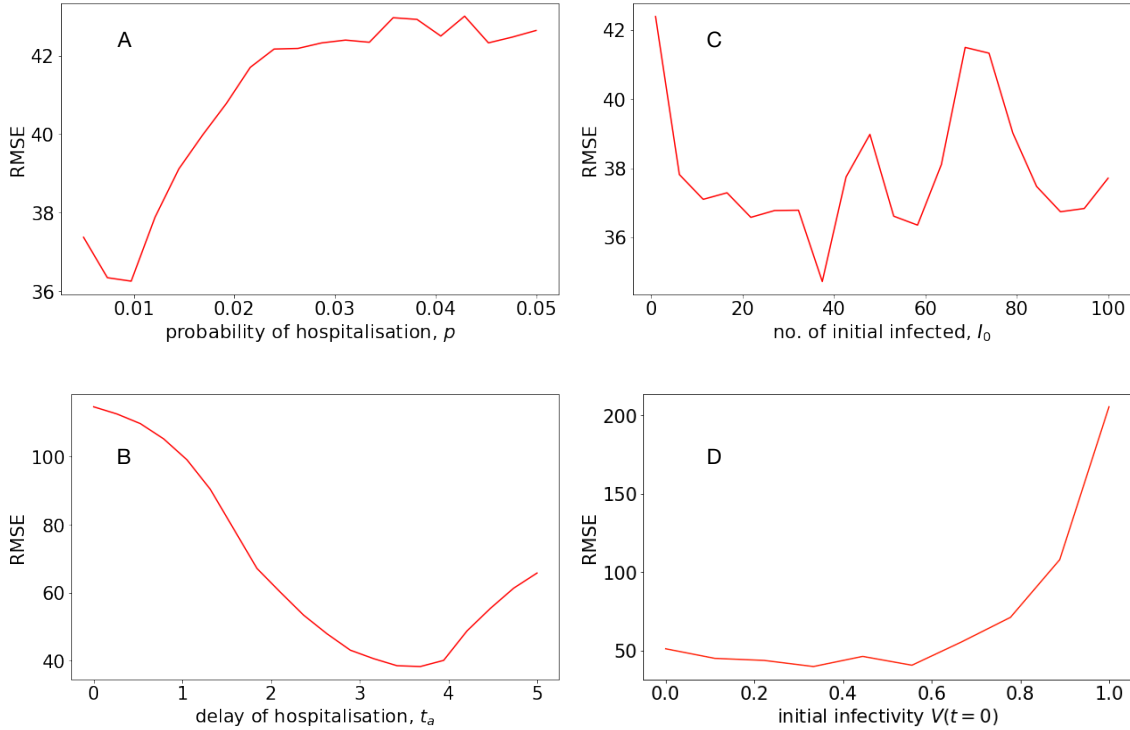 A
RMSE
42
40
38
36
0.01 0.02 0.03 0.04 0.05
probability of hospitalisation, p
C
RMSE
42
40
38
36
0 20 40 60 80 100
no. of initial infected, I₀
B
RMSE
100
80
60
40
0 1 2 3 4 5
delay of hospitalisation, tₐ
D
RMSE
200
150
100
50
0.0 0.2 0.4 0.6 0.8 1.0
initial infectivity V(t = 0)